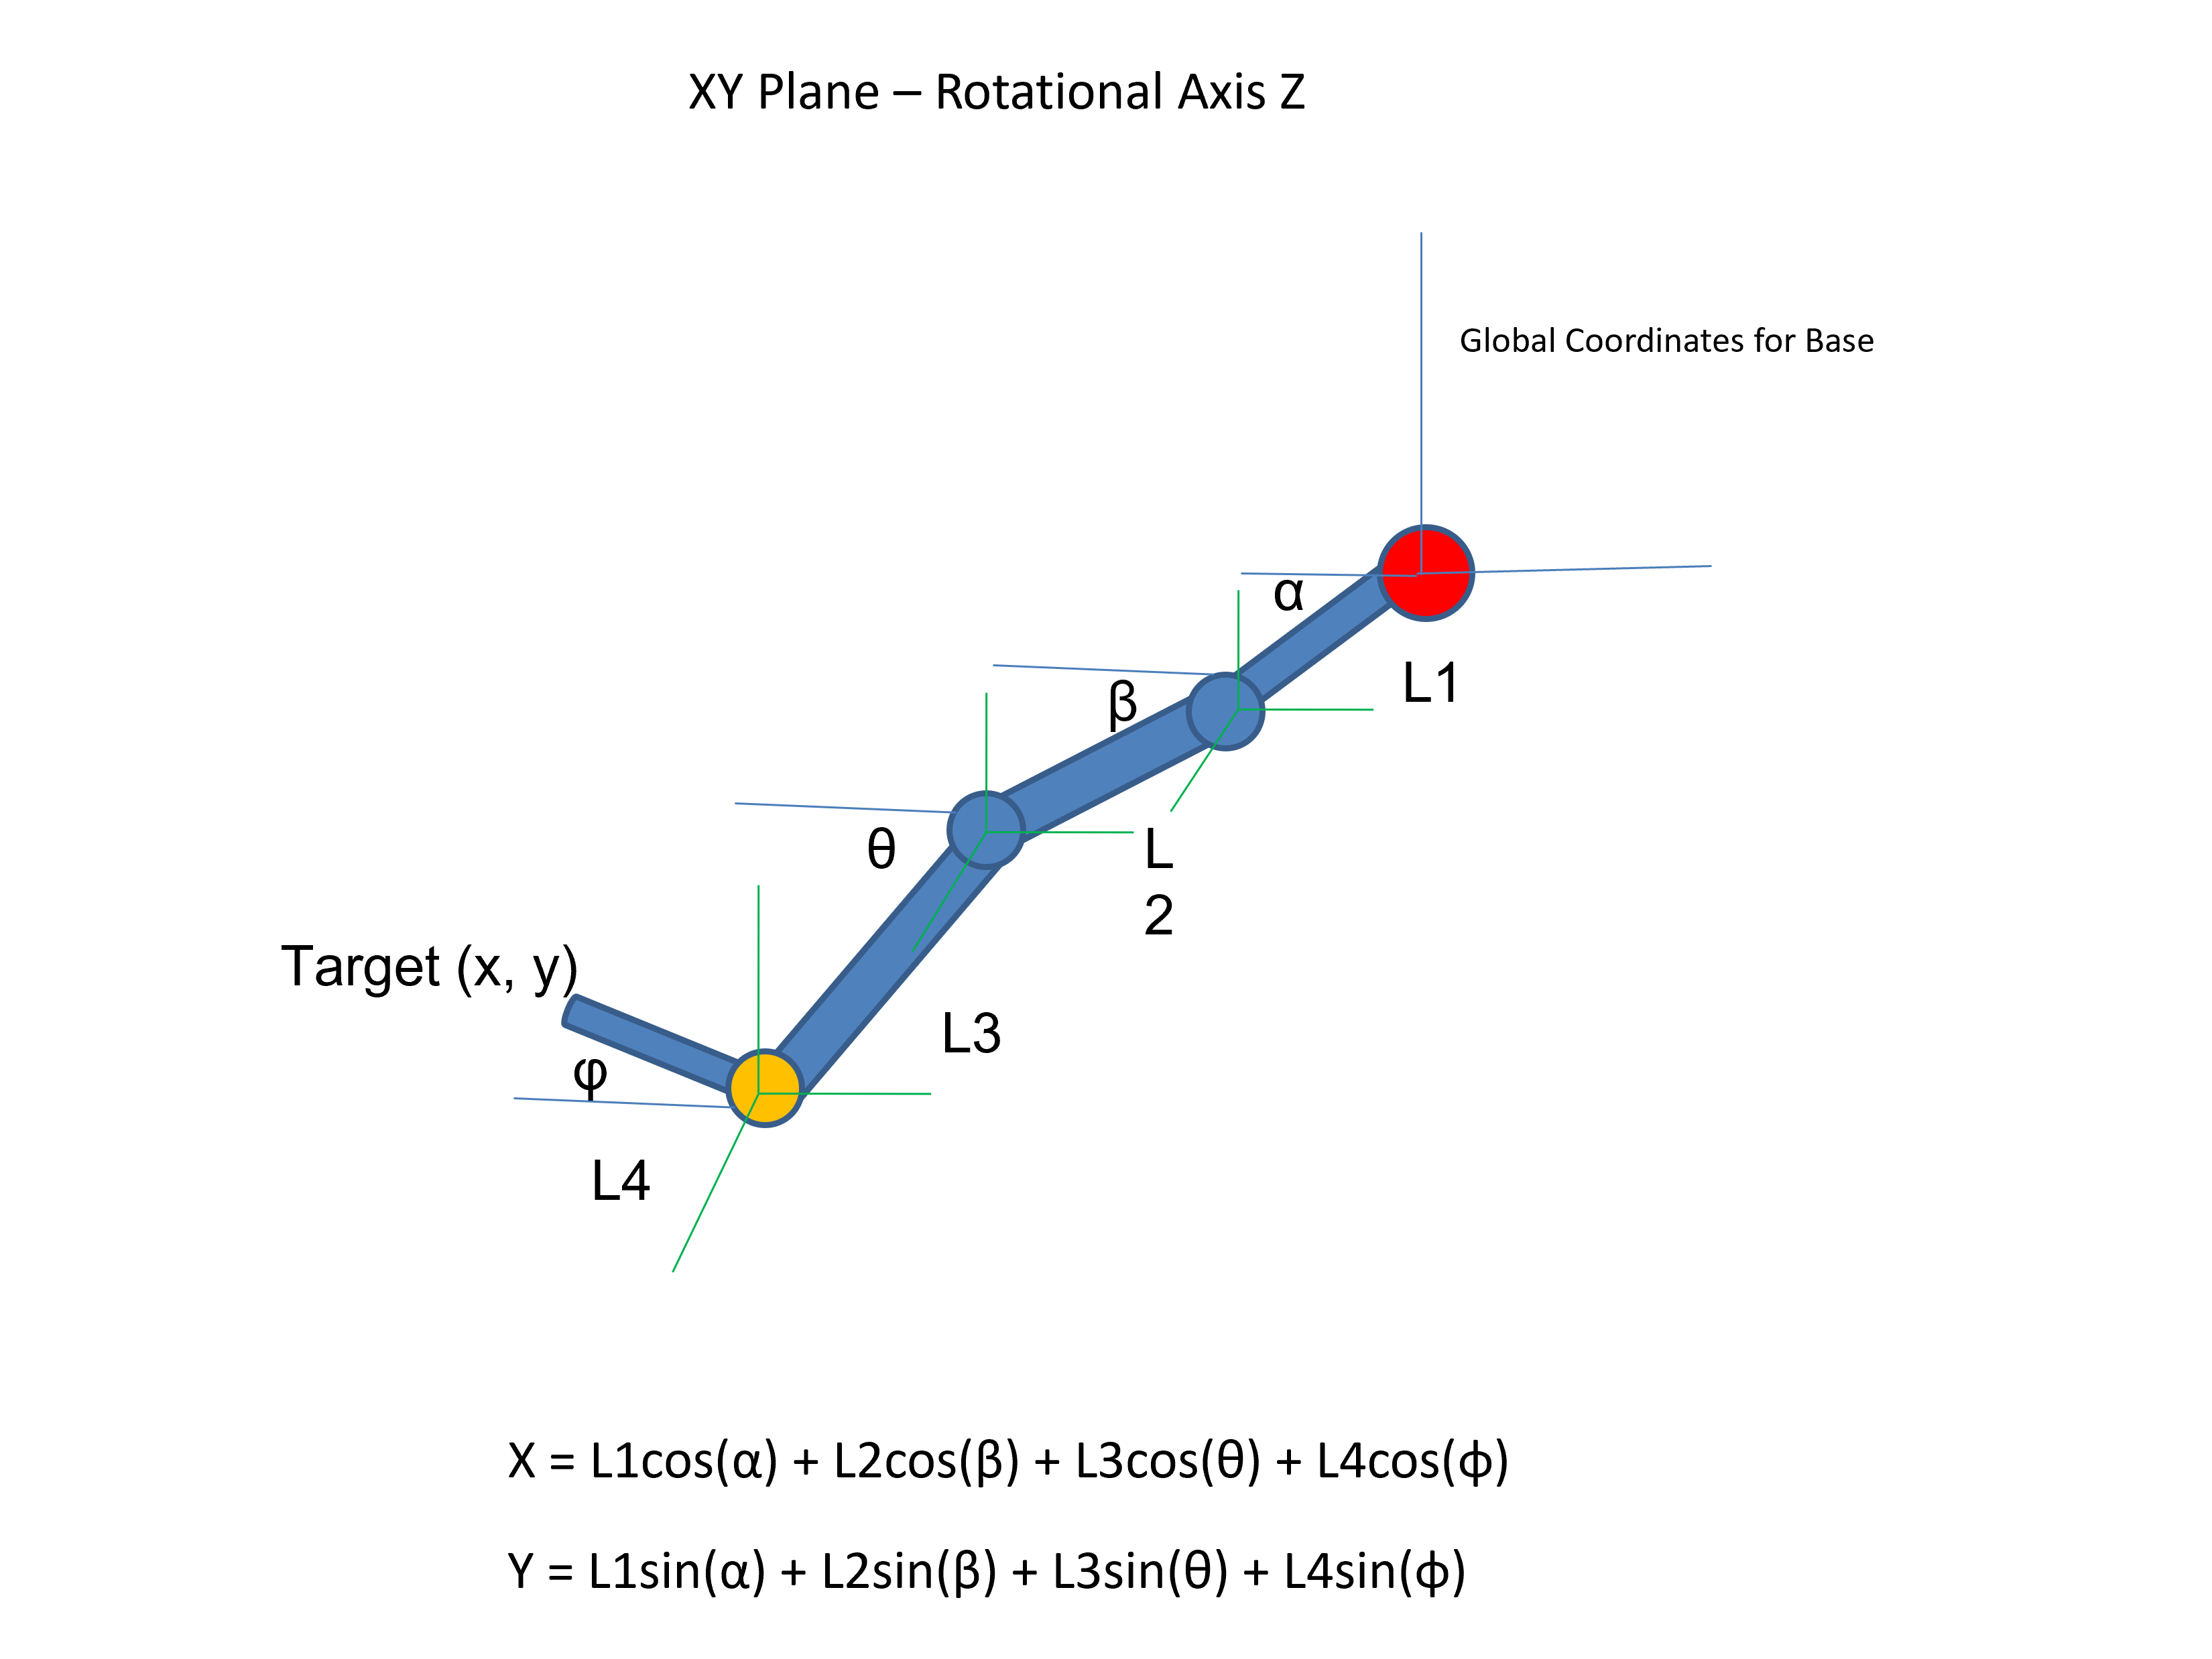 XY Plane – Rotational Axis Z
Global Coordinates for Base
α
L1
β
θ
L
2
Target (x, y)
L3
φ
L4
X = L1cos(α) + L2cos(β) + L3cos(θ) + L4cos(ϕ)
Y = L1sin(α) + L2sin(β) + L3sin(θ) + L4sin(ϕ)